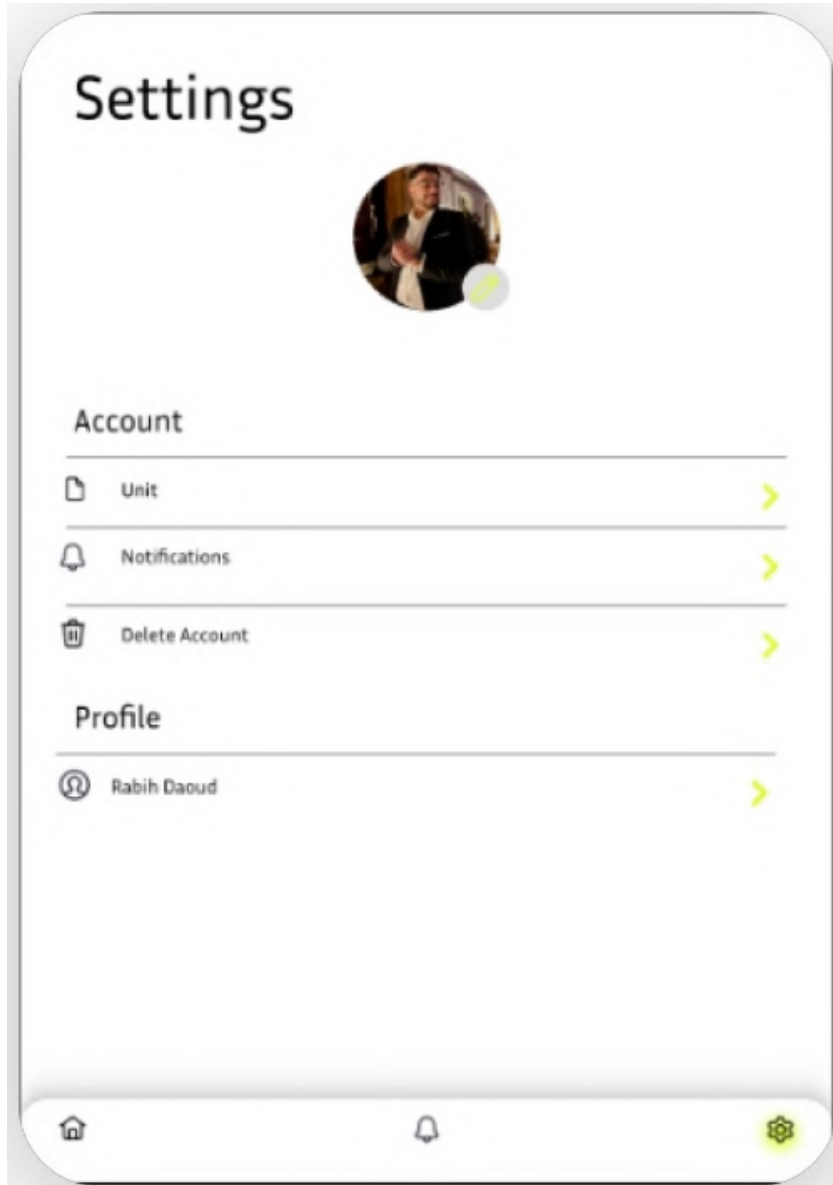 Settings
Account
Unit
Notifications
Delete Account
Profile
Rabih Daoud